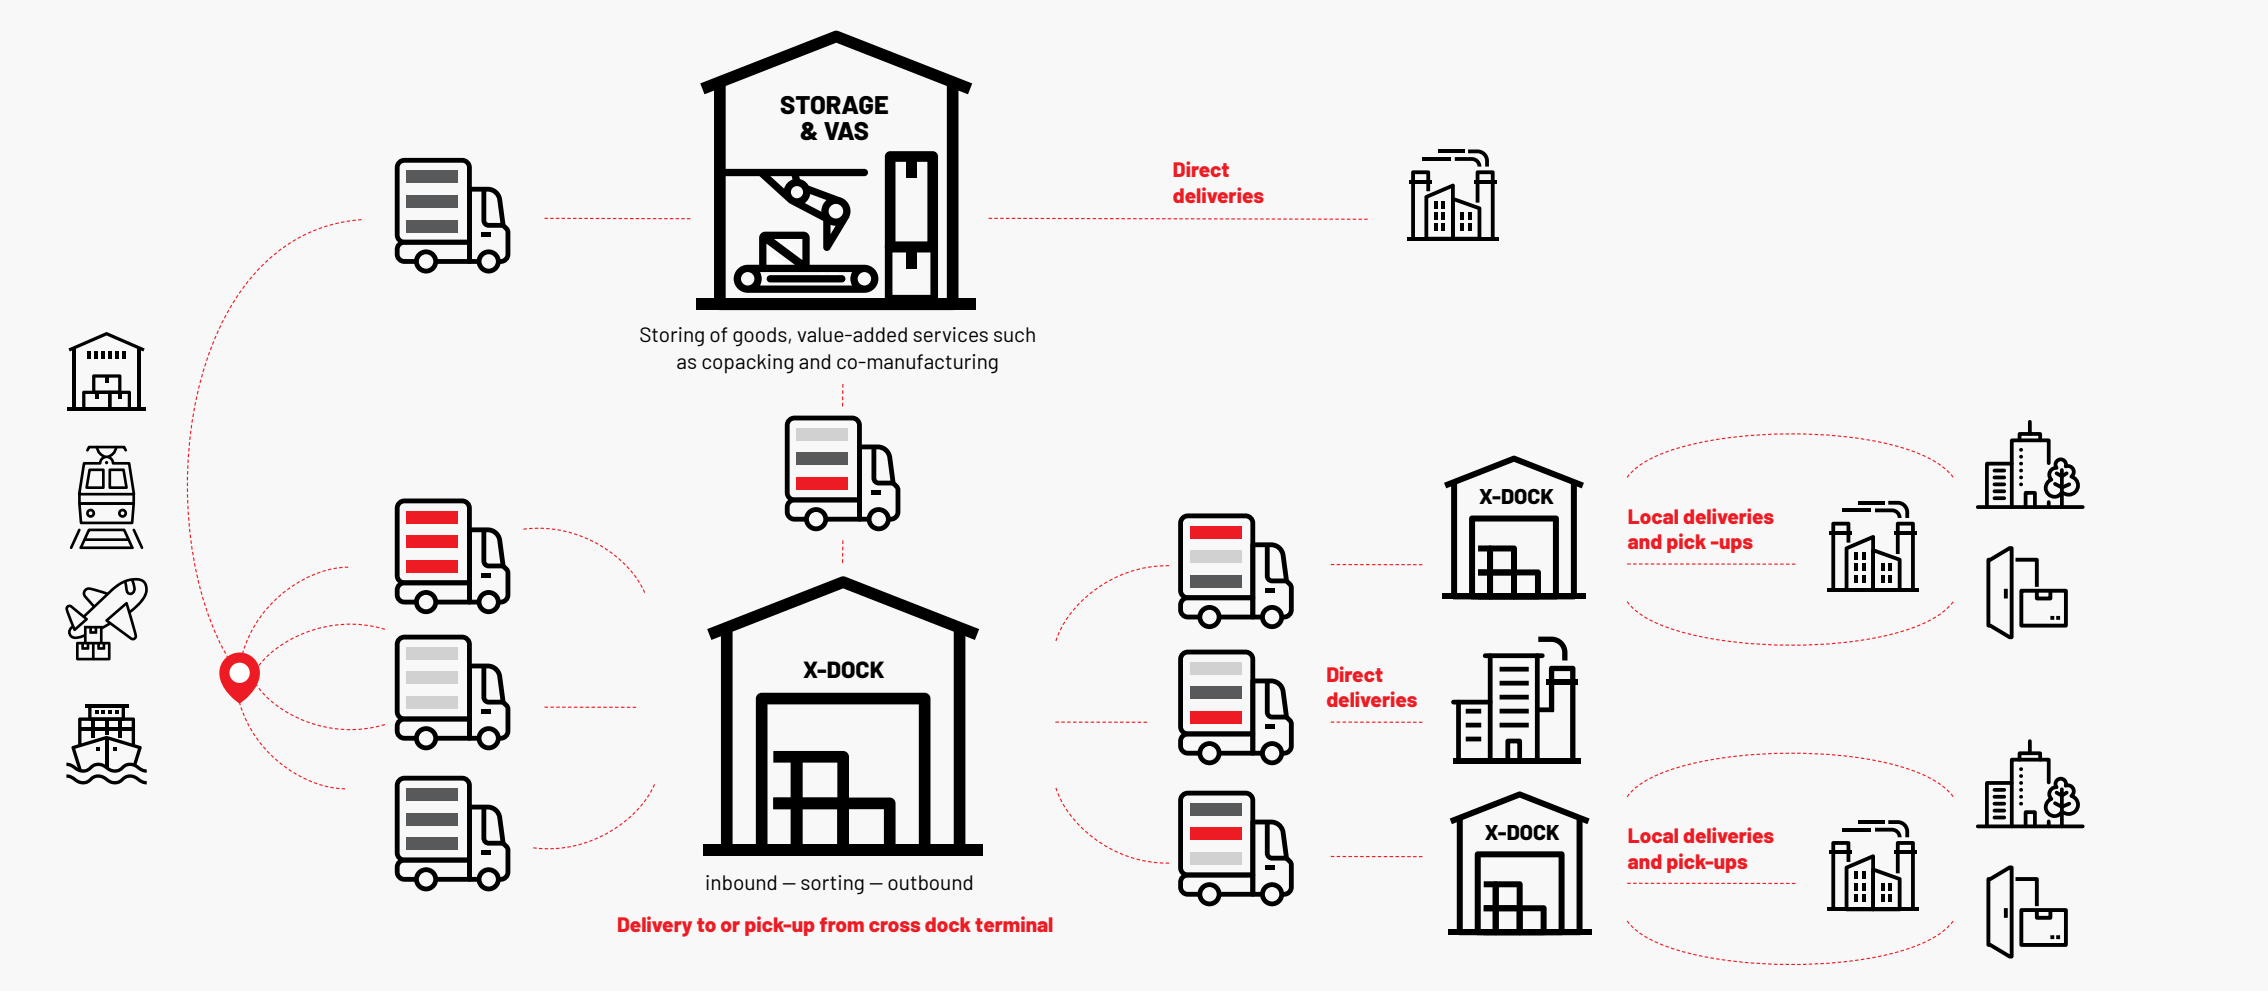 STORAGE
& VAS
Direct
deliveries
Storing of goods, value-added services such
as copacking and co-manufacturing
X-DOCK
Local deliveries
and pick -ups
X-DOCK
Direct
deliveries
X-DOCK
Local deliveries
and pick-ups
inbound — sorting — outbound
Delivery to or pick-up from cross dock terminal